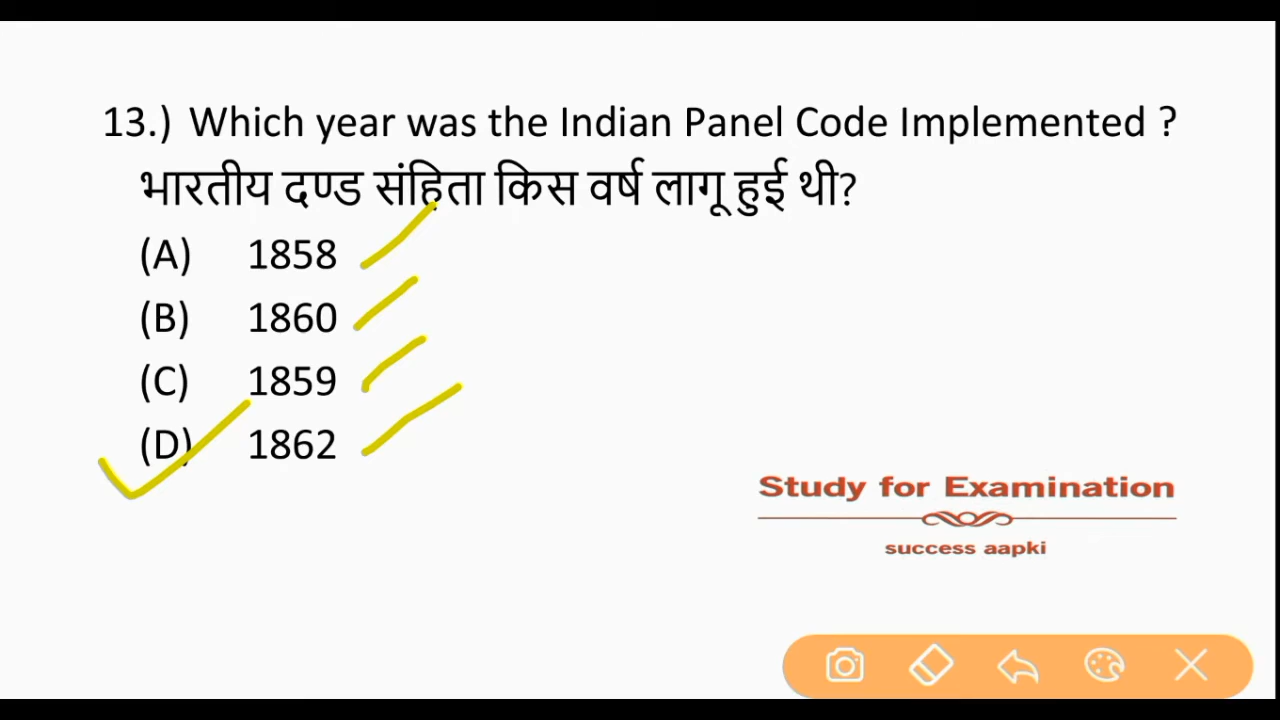 13.) Which year was the Indian Panel Code Implemented ?
भारतीय दण्ड संहिता किस वर्ष लागू हुई थी?
(A) 1858
(B) 1860
(C) 1859
(D) 1862
Study for Examination
success aapki